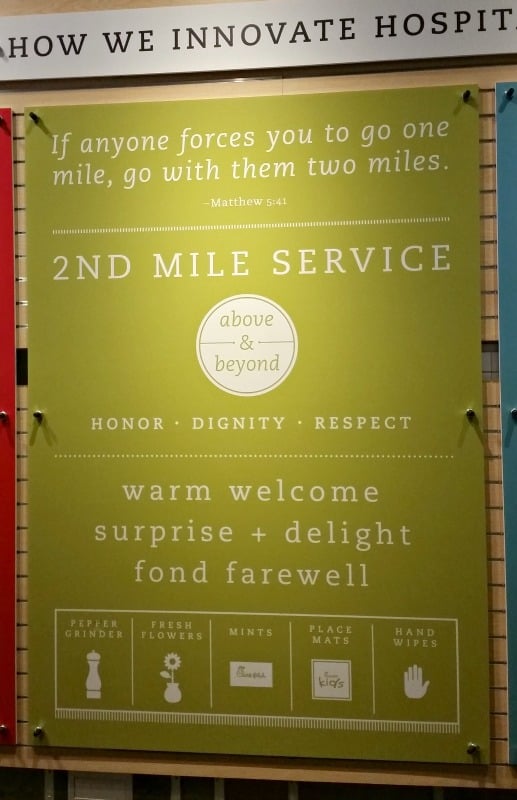 HOW WE INNOVATE HOSPIT
If anyone forces you to go one
mile, go with them two miles.
–Matthew 5:41
2ND MILE SERVICE
above
&
beyond
HONOR · DIGNITY · RESPECT
warm welcome
surprise + delight
fond farewell
PEPPER
GRINDER
FRESH
FLOWERS
MINTS
PLACE
MATS
kids
HAND
WIPES